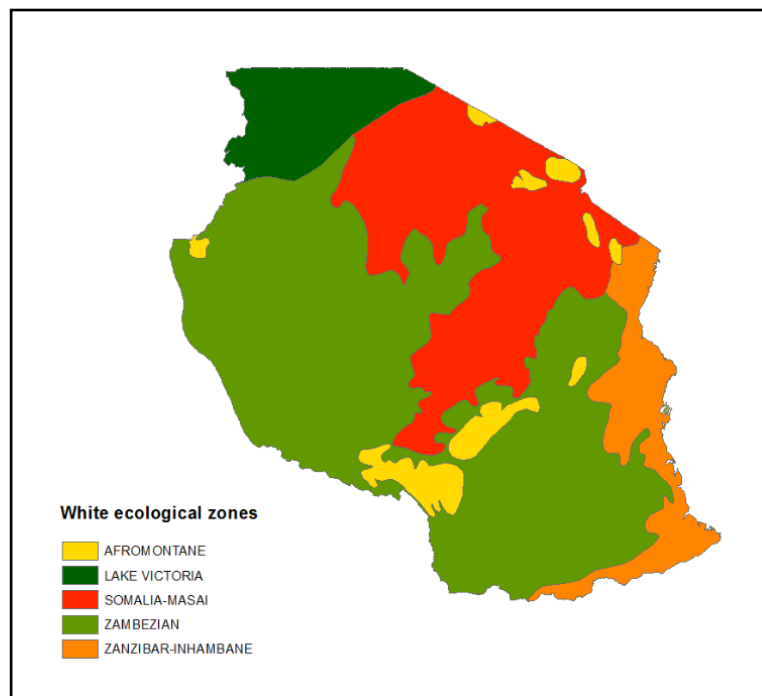 White ecological zones
AFROMONTANE
LAKE VICTORIA
SOMALIA-MASAI
ZAMBEZIAN
ZANZIBAR-INHAMBANE